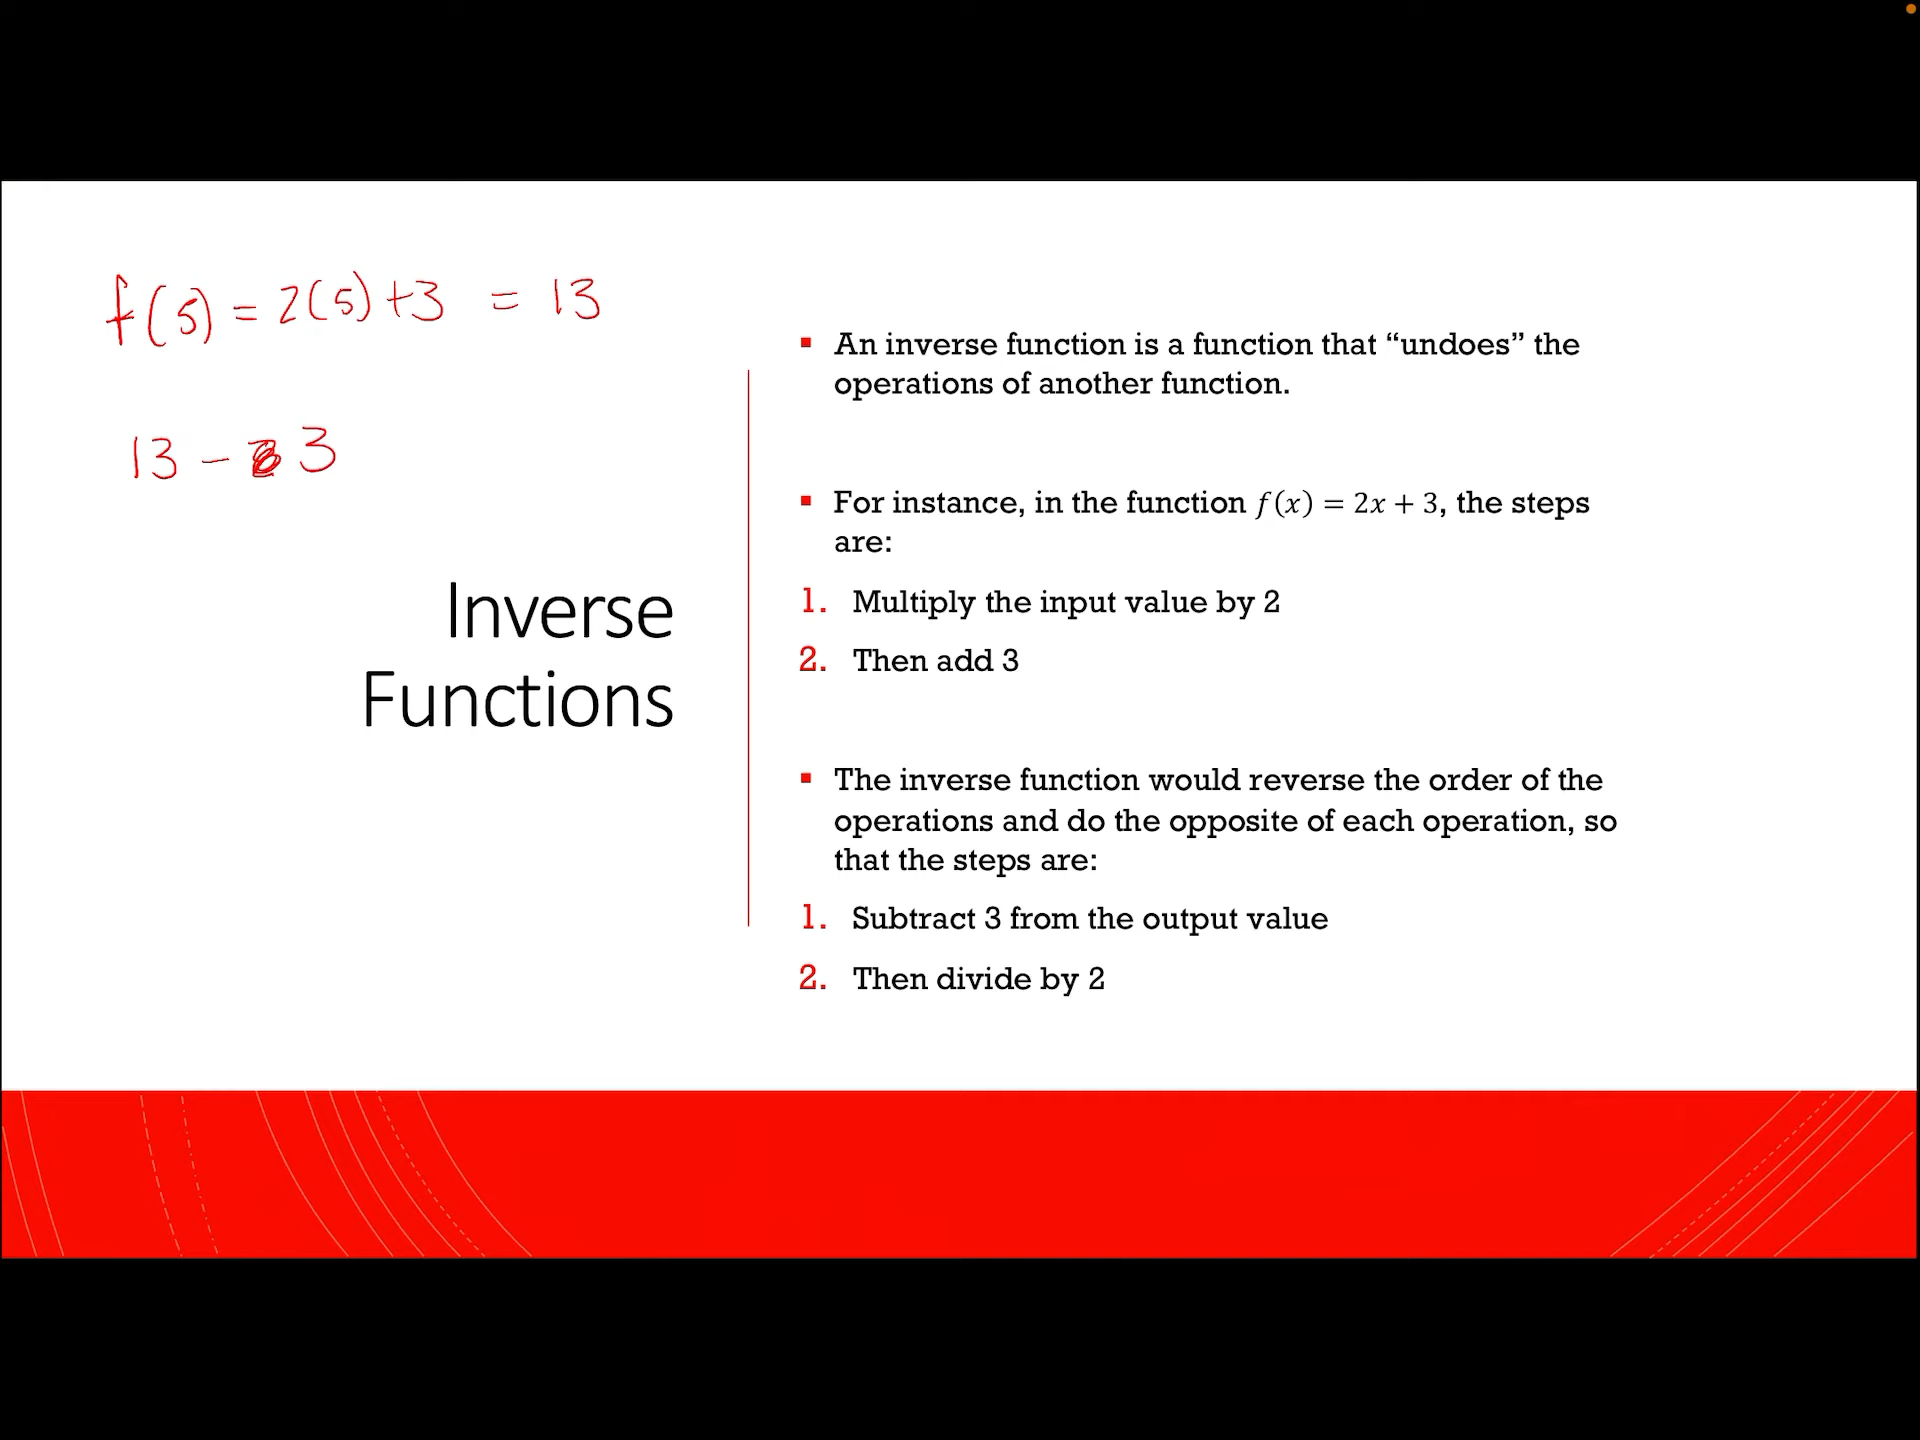 f(5) = 2(5)+3 = 13
13 - 3
Inverse
Functions
▪ An inverse function is a function that “undoes” the
operations of another function.
▪ For instance, in the function f(x) = 2x + 3, the steps
are:
1. Multiply the input value by 2
2. Then add 3
▪ The inverse function would reverse the order of the
operations and do the opposite of each operation, so
that the steps are:
1. Subtract 3 from the output value
2. Then divide by 2